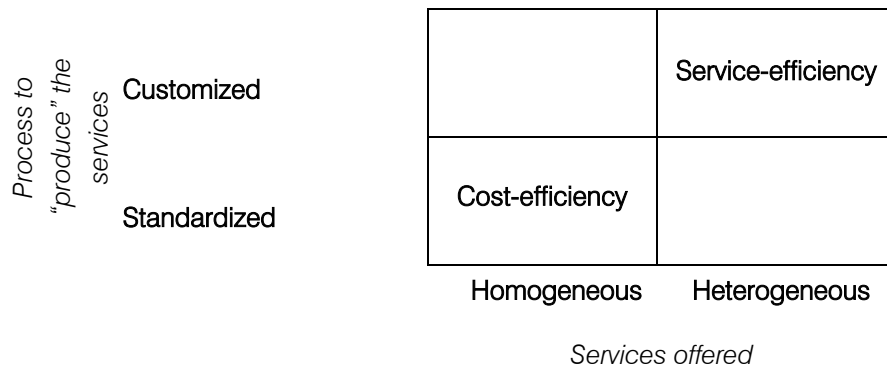 Process to
“produce” the
services
Customized
Service-efficiency
Standardized
Cost-efficiency
Homogeneous
Heterogeneous
Services offered